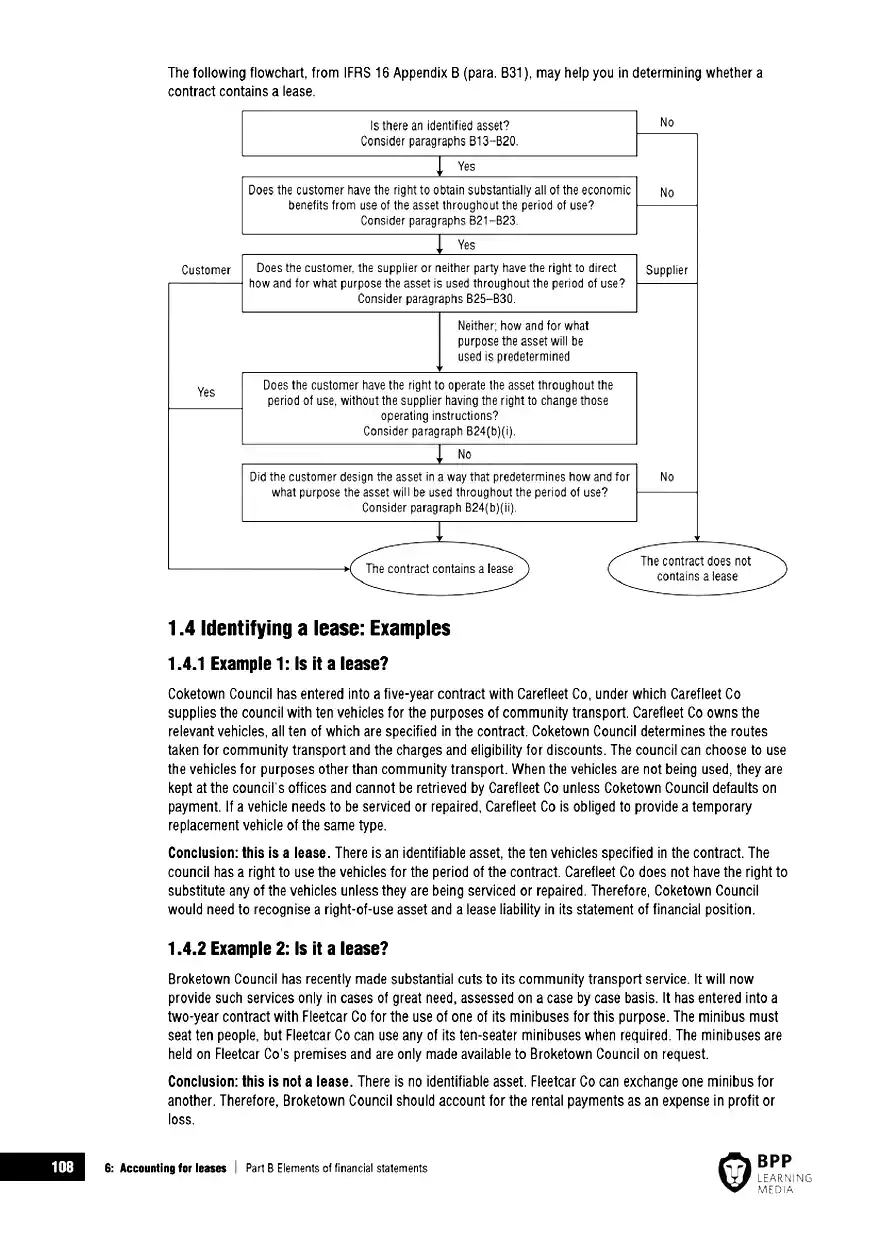 The following flowchart, from IFRS 16 Appendix B (para. B31), may help you in determining whether a
contract contains a lease.
Is there an identified asset?
Consider paragraphs B13–B20.
No
Yes
Does the customer have the right to obtain substantially all of the economic
benefits from use of the asset throughout the period of use?
Consider paragraphs B21–B23.
No
Yes
Customer
Does the customer, the supplier or neither party have the right to direct
how and for what purpose the asset is used throughout the period of use?
Consider paragraphs B25–B30.
Supplier
Neither; how and for what
purpose the asset will be
used is predetermined
Yes
Does the customer have the right to operate the asset throughout the
period of use, without the supplier having the right to change those
operating instructions?
Consider paragraph B24(b)(i).
No
Did the customer design the asset in a way that predetermines how and for
what purpose the asset will be used throughout the period of use?
Consider paragraph B24(b)(ii).
No
The contract contains a lease
The contract does not
contains a lease
1.4 Identifying a lease: Examples
1.4.1 Example 1: Is it a lease?
Coketown Council has entered into a five-year contract with Carefleet Co, under which Carefleet Co
supplies the council with ten vehicles for the purposes of community transport. Carefleet Co owns the
relevant vehicles, all ten of which are specified in the contract. Coketown Council determines the routes
taken for community transport and the charges and eligibility for discounts. The council can choose to use
the vehicles for purposes other than community transport. When the vehicles are not being used, they are
kept at the council's offices and cannot be retrieved by Carefleet Co unless Coketown Council defaults on
payment. If a vehicle needs to be serviced or repaired, Carefleet Co is obliged to provide a temporary
replacement vehicle of the same type.
Conclusion: this is a lease. There is an identifiable asset, the ten vehicles specified in the contract. The
council has a right to use the vehicles for the period of the contract. Carefleet Co does not have the right to
substitute any of the vehicles unless they are being serviced or repaired. Therefore, Coketown Council
would need to recognise a right-of-use asset and a lease liability in its statement of financial position.
1.4.2 Example 2: Is it a lease?
Broketown Council has recently made substantial cuts to its community transport service. It will now
provide such services only in cases of great need, assessed on a case by case basis. It has entered into a
two-year contract with Fleetcar Co for the use of one of its minibuses for this purpose. The minibus must
seat ten people, but Fleetcar Co can use any of its ten-seater minibuses when required. The minibuses are
held on Fleetcar Co's premises and are only made available to Broketown Council on request.
Conclusion: this is not a lease. There is no identifiable asset. Fleetcar Co can exchange one minibus for
another. Therefore, Broketown Council should account for the rental payments as an expense in profit or
loss.
108 6: Accounting for leases | Part B Elements of financial statements
BPP
LEARNING
MEDIA